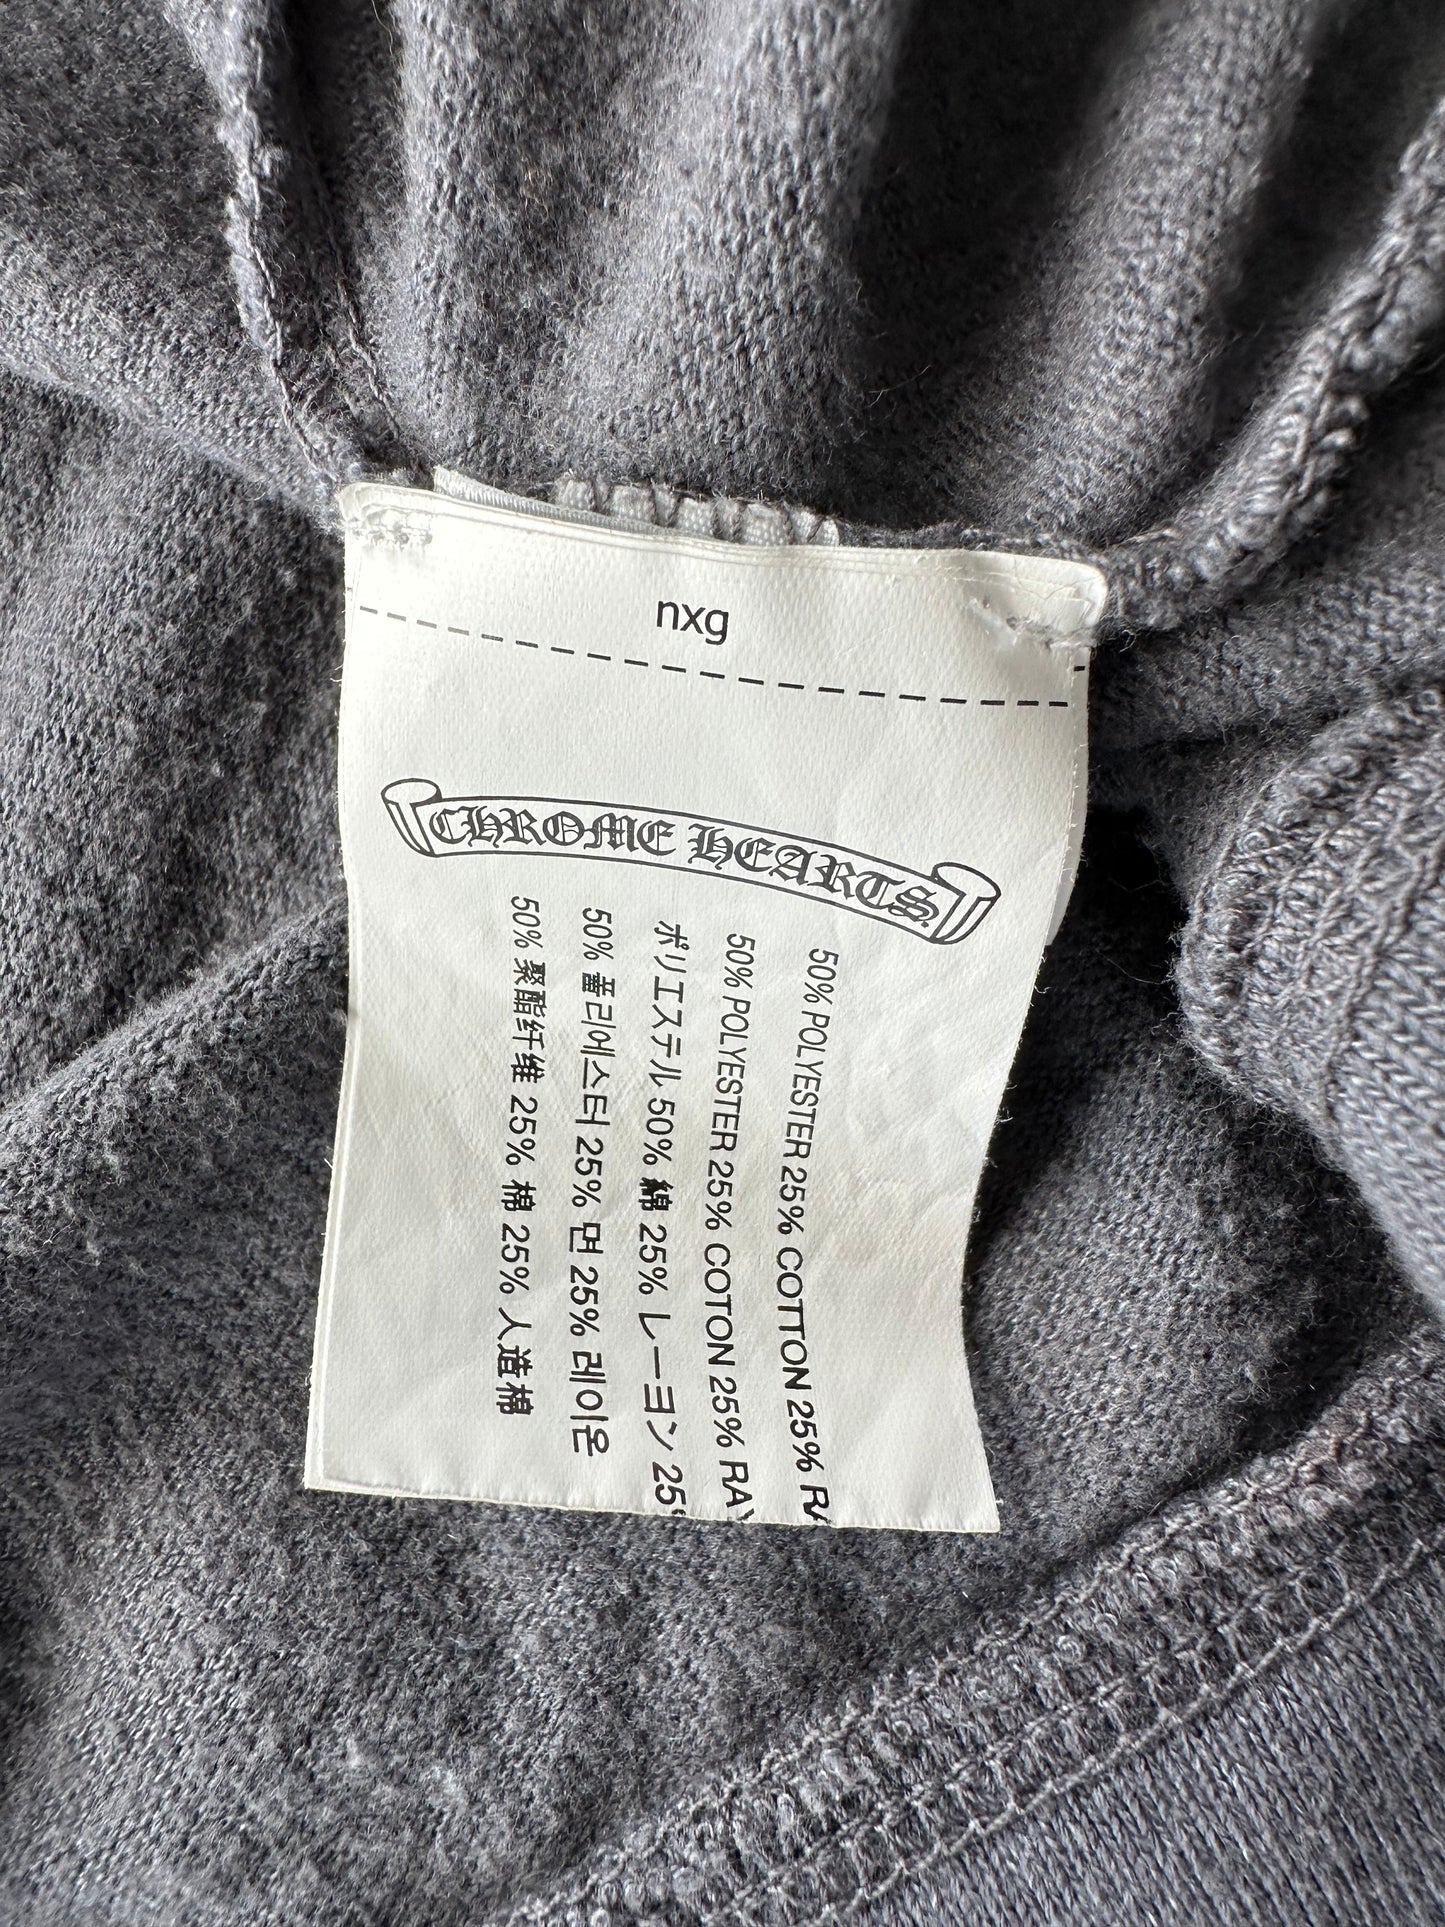 nxg
CHROME HEARTS
50% POLYESTER 25% COTTON 25%
50% POLYESTER 25% COTTON 25%
ポリエステル 50% 綿 25% レーヨン 25%
50% 폴리에스터 25% 면 25% 레이온
50% 聚酯纤维 25% 棉 25% 人造棉